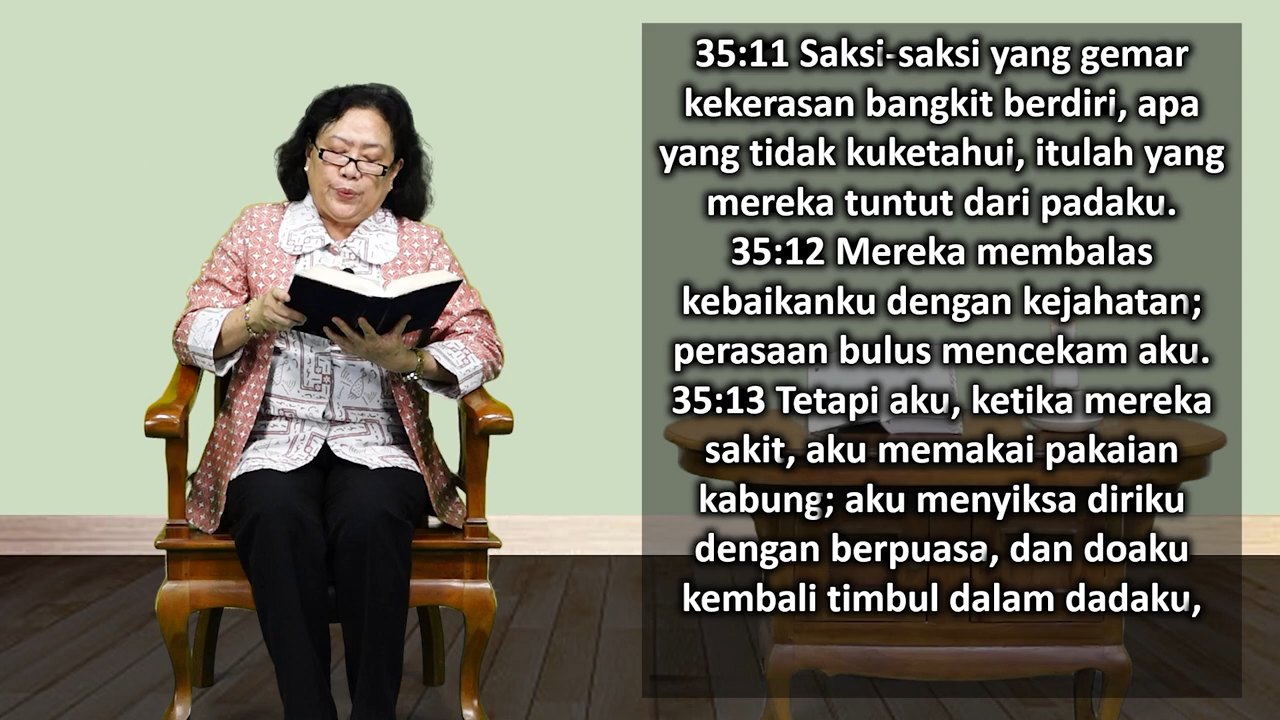 35:11 Saksi-saksi yang gemar
kekerasan bangkit berdiri, apa
yang tidak kuketahui, itulah yang
mereka tuntut dari padaku.
35:12 Mereka membalas
kebaikanku dengan kejahatan;
perasaan bulus mencekam aku.
35:13 Tetapi aku, ketika mereka
sakit, aku memakai pakaian
kabung; aku menyiksa diriku
dengan berpuasa, dan doaku
kembali timbul dalam dadaku,